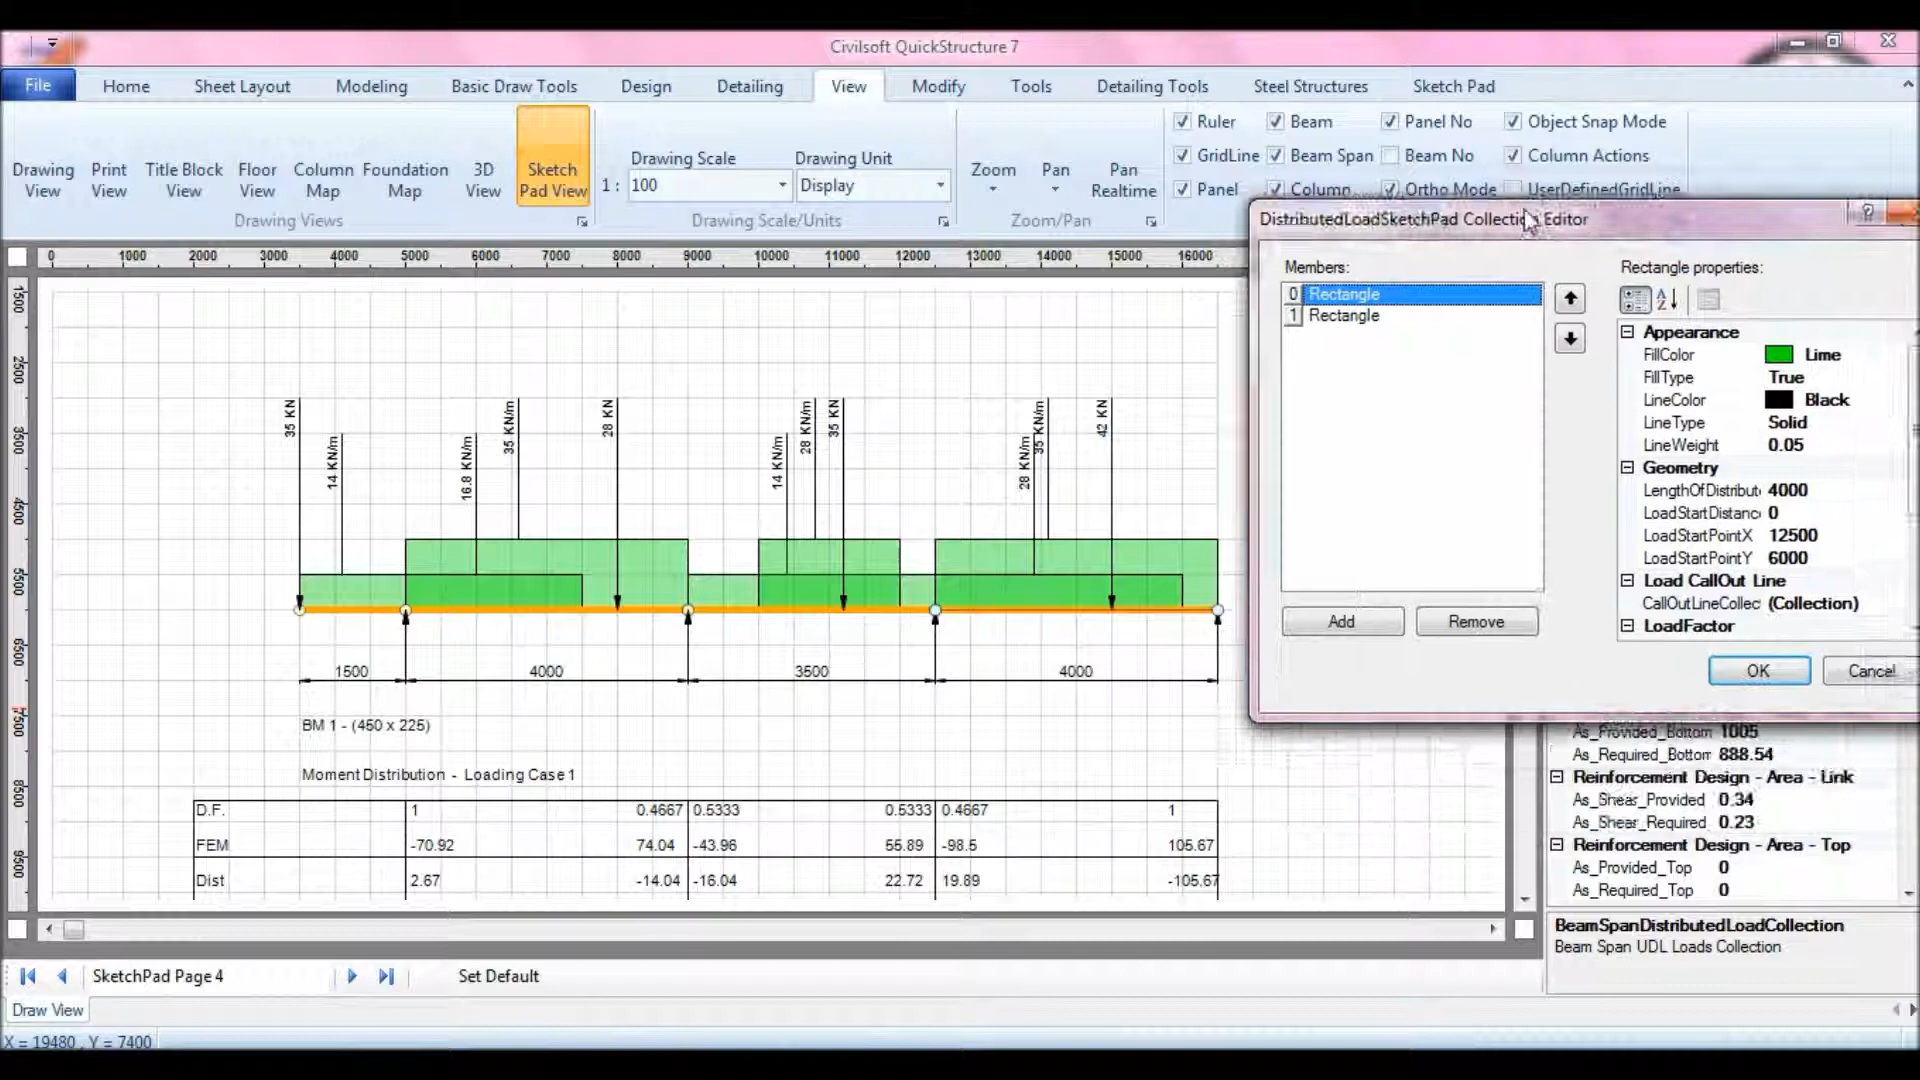 Civilsoft QuickStructure 7
File Home Sheet Layout Modeling Basic Draw Tools Design Detailing View Modify Tools Detailing Tools Steel Structures Sketch Pad
Drawing View
Print View
Title Block View
Floor View
Column Map
Foundation Map
3D View
Sketch Pad View
Drawing Views
Drawing Scale
1 : 100
Drawing Unit
Display
Drawing Scale/Units
Zoom
Pan
Pan Realtime
Zoom/Pan
Ruler Beam Panel No Object Snap Mode
GridLine Beam Span Beam No Column Actions
Panel Column Ortho Mode UserDefinedGridLine
0 1000 2000 3000 4000 5000 6000 7000 8000 9000 10000 11000 12000 13000 14000 15000 16000
1500
2500
3500
4500
5500
6500
7500
8500
9500
35 KN
14 KN/m
16.8 KN/m
35 KN/m
28 KN
14 KN/m
28 KN/m
35 KN
28 KN/m
35 KN/m
42 KN
1500 4000 3500 4000
BM 1 - (450 x 225)
Moment Distribution - Loading Case 1
D.F. 1 0.4667 0.5333 0.5333 0.4667 1
FEM -70.92 74.04 -43.96 55.89 -98.5 105.67
Dist 2.67 -14.04 -16.04 22.72 19.89 -105.67
DistributedLoadSketchPad Collection Editor
Members:
0 Rectangle
1 Rectangle
Add
Remove
Rectangle properties:
Appearance
FillColor Lime
FillType True
LineColor Black
LineType Solid
LineWeight 0.05
Geometry
LengthOfDistribut 4000
LoadStartDistanc 0
LoadStartPointX 12500
LoadStartPointY 6000
Load CallOut Line
CallOutLineCollec (Collection)
LoadFactor
OK
Cancel
As_Provided_Bottom 1005
As_Required_Bottom 888.54
Reinforcement Design - Area - Link
As_Shear_Provided 0.34
As_Shear_Required 0.23
Reinforcement Design - Area - Top
As_Provided_Top 0
As_Required_Top 0
BeamSpanDistributedLoadCollection
Beam Span UDL Loads Collection
SketchPad Page 4
Set Default
Draw View
X = 19480 , Y = 7400